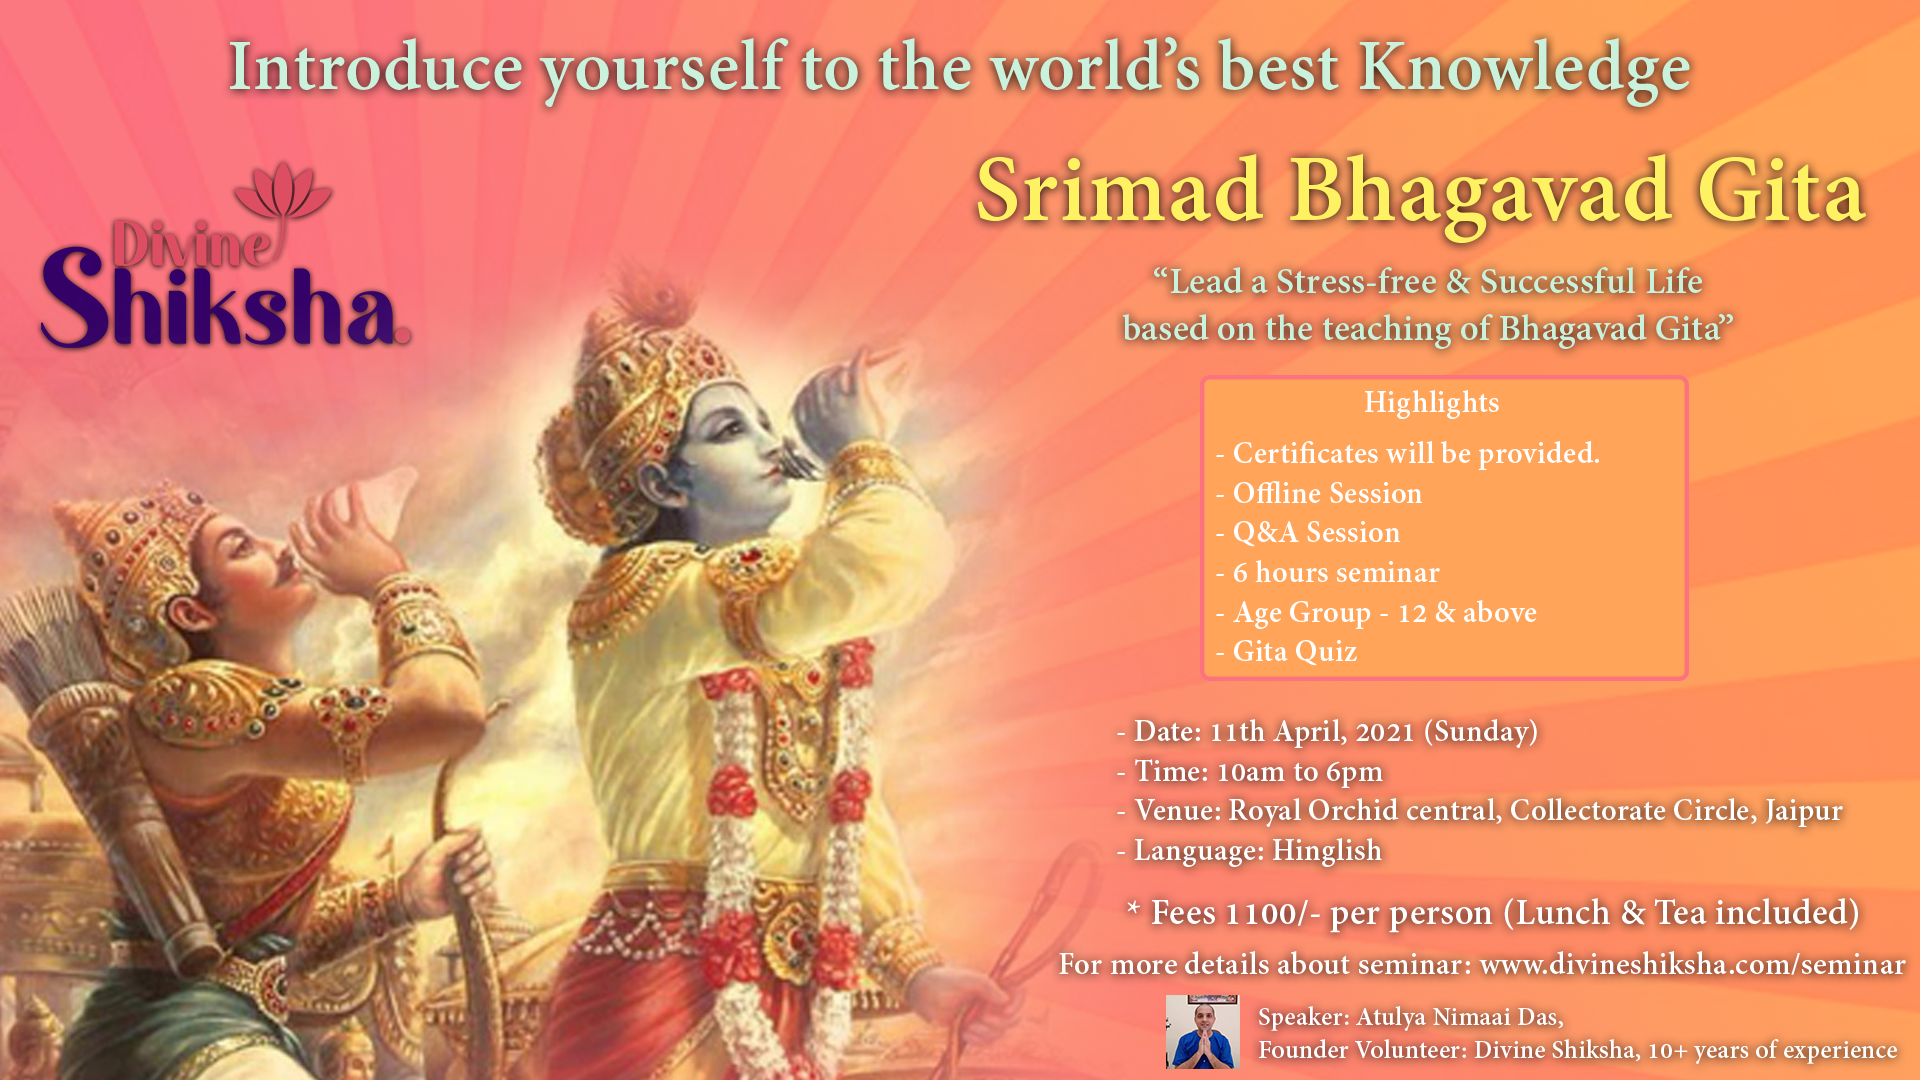 Introduce yourself to the world’s best Knowledge
Divine
Shiksha.
Srimad Bhagavad Gita
“Lead a Stress-free & Successful Life
based on the teaching of Bhagavad Gita”
Highlights
- Certificates will be provided.
- Offline Session
- Q&A Session
- 6 hours seminar
- Age Group - 12 & above
- Gita Quiz
- Date: 11th April, 2021 (Sunday)
- Time: 10am to 6pm
- Venue: Royal Orchid central, Collectorate Circle, Jaipur
- Language: Hinglish
* Fees 1100/- per person (Lunch & Tea included)
For more details about seminar: www.divineshiksha.com/seminar
Speaker: Atulya Nimaai Das,
Founder Volunteer: Divine Shiksha, 10+ years of experience